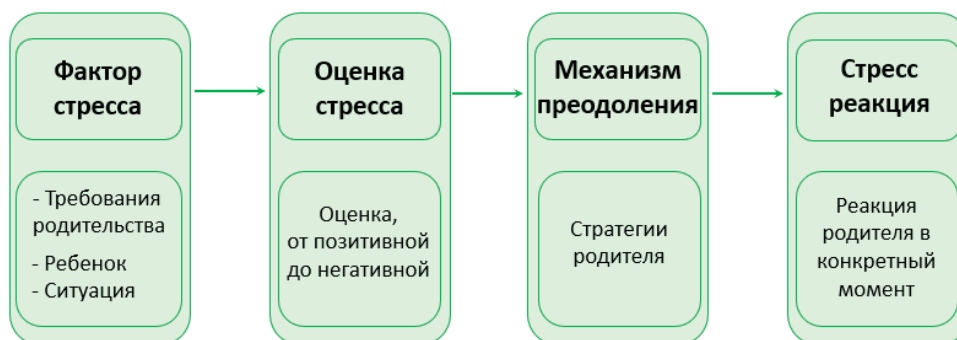 Фактор
стресса
- Требования
родительства
- Ребенок
- Ситуация
Оценка
стресса
Оценка,
от позитивной
до негативной
Механизм
преодоления
Стратегии
родителя
Стресс
реакция
Реакция
родителя в
конкретный
момент